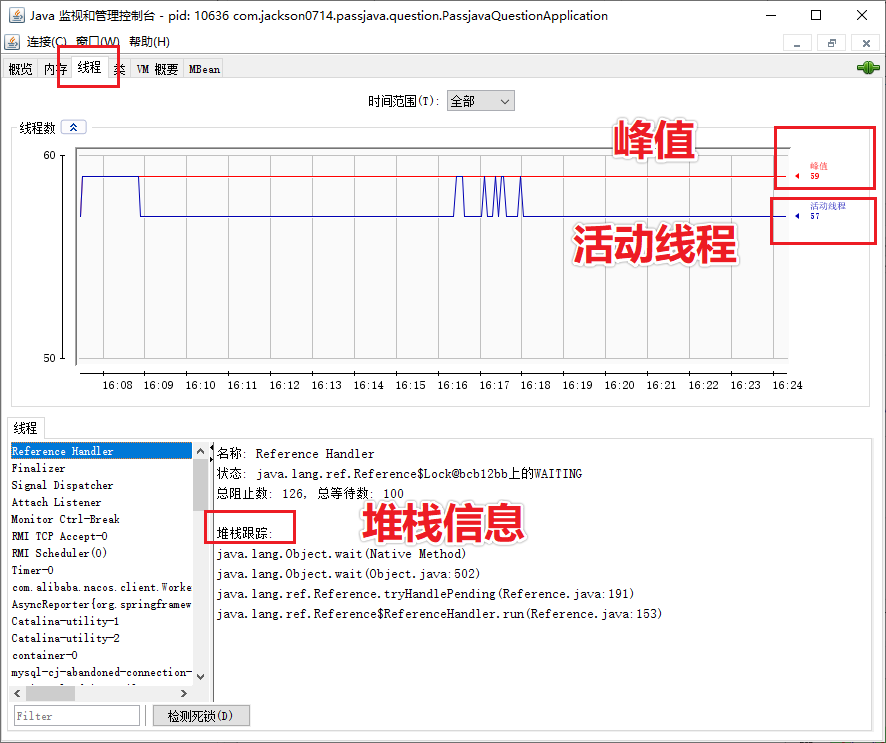 Java 监视和管理控制台 - pid: 10636 com.jackson0714.passjava.question.PassjavaQuestionApplication
连接(C) 窗口(W) 帮助(H)
概览 内存 线程 类 VM 概要 MBean
时间范围(T): 全部
线程数
60
50
峰值
峰值
59
活动线程
57
活动线程
16:08 16:09 16:10 16:11 16:12 16:13 16:14 16:15 16:16 16:17 16:18 16:19 16:20 16:21 16:22 16:23 16:24
线程
Reference Handler
Finalizer
Signal Dispatcher
Attach Listener
Monitor Ctrl-Break
RMI TCP Accept-0
RMI Scheduler(0)
Timer-0
com.alibaba.nacos.client.Worke
AsyncReporter{org.springframew
Catalina-utility-1
Catalina-utility-2
container-0
mysql-cj-abandoned-connection-
Filter
检测死锁(D)
名称: Reference Handler
状态: java.lang.ref.Reference$Lock@bcb12bb上的WAITING
总阻止数: 126, 总等待数: 100
堆栈信息
堆栈跟踪:
java.lang.Object.wait(Native Method)
java.lang.Object.wait(Object.java:502)
java.lang.ref.Reference.tryHandlePending(Reference.java:191)
java.lang.ref.Reference$ReferenceHandler.run(Reference.java:153)